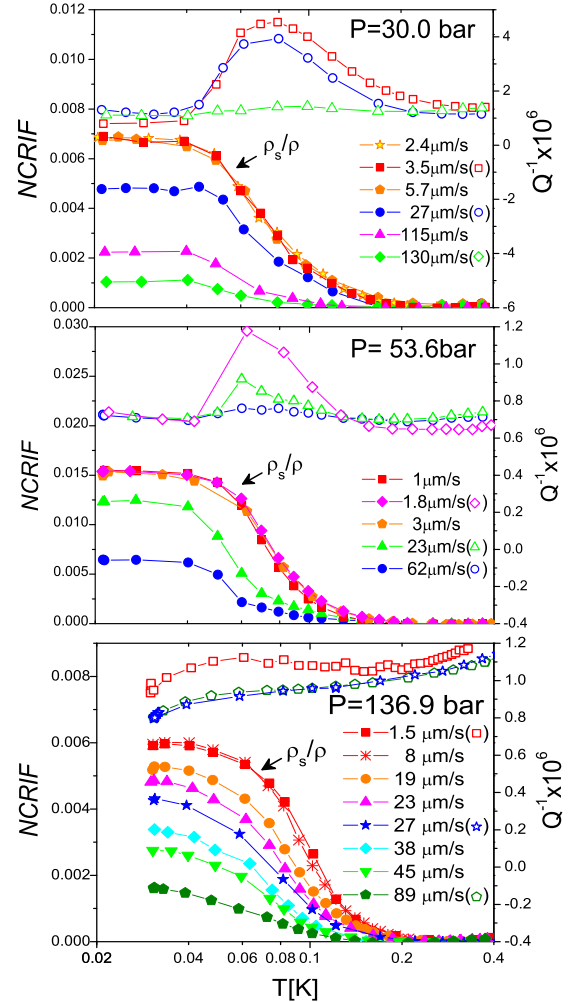 P=30.0 bar
NCRIF
Q⁻¹x10⁶
0.012
0.010
0.008
0.006
0.004
0.002
0.000
4
2
0
-2
-4
-6
ρₛ/ρ
2.4μm/s
3.5μm/s(□)
5.7μm/s
27μm/s(○)
115μm/s
130μm/s(◇)
P= 53.6bar
NCRIF
Q⁻¹x10⁶
0.030
0.025
0.020
0.015
0.010
0.005
0.000
1.2
1.0
0.8
0.6
0.4
0.2
0.0
-0.2
-0.4
ρₛ/ρ
1μm/s
1.8μm/s(◇)
3μm/s
23μm/s(△)
62μm/s(○)
P=136.9 bar
NCRIF
Q⁻¹x10⁶
0.008
0.006
0.004
0.002
0.000
1.2
1.0
0.8
0.6
0.4
0.2
0.0
-0.2
-0.4
ρₛ/ρ
1.5 μm/s(□)
8 μm/s
19 μm/s
23 μm/s
27 μm/s(☆)
38 μm/s
45 μm/s
89 μm/s(⬠)
0.02 0.04 0.06 0.08 0.1 0.2 0.4
T[K]